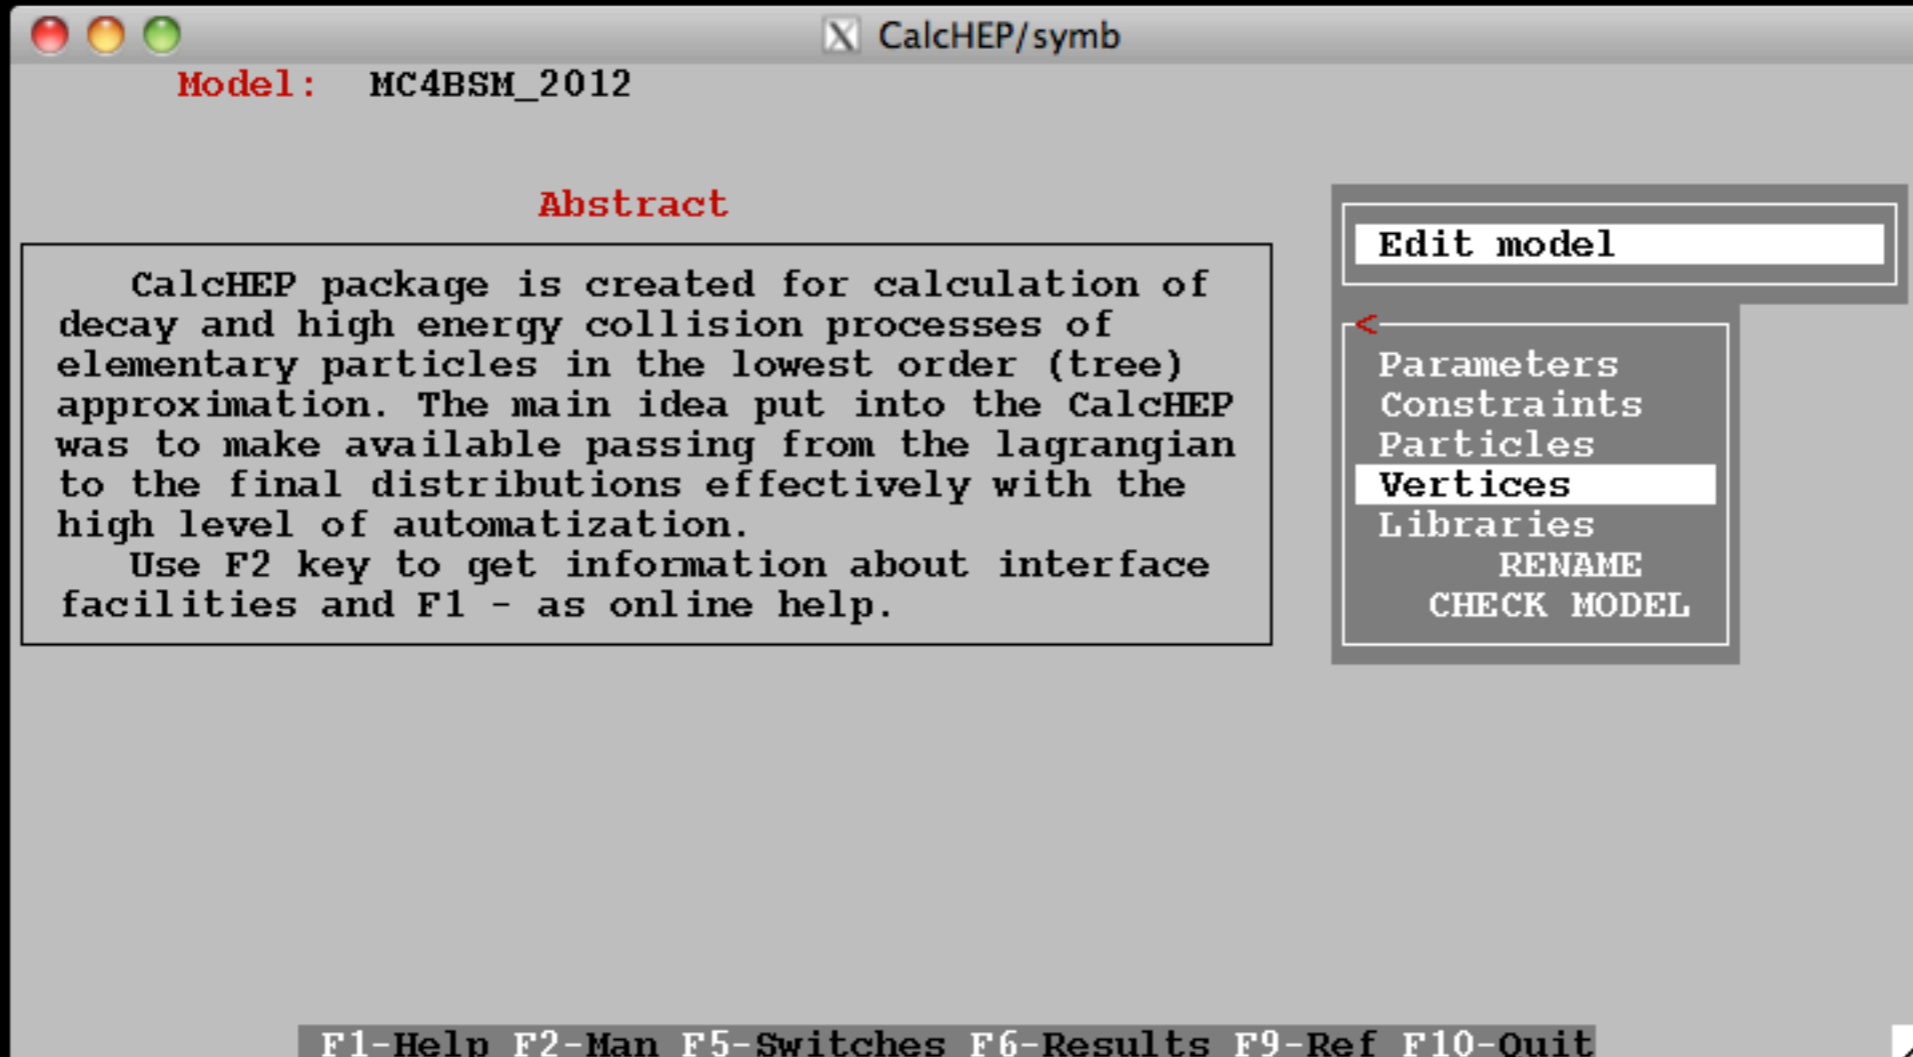 CalcHEP/symb
Model: MC4BSM_2012
Abstract
CalcHEP package is created for calculation of
decay and high energy collision processes of
elementary particles in the lowest order (tree)
approximation. The main idea put into the CalcHEP
was to make available passing from the lagrangian
to the final distributions effectively with the
high level of automatization.
Use F2 key to get information about interface
facilities and F1 - as online help.
Edit model
<
Parameters
Constraints
Particles
Vertices
Libraries
RENAME
CHECK MODEL
F1-Help F2-Man F5-Switches F6-Results F9-Ref F10-Quit